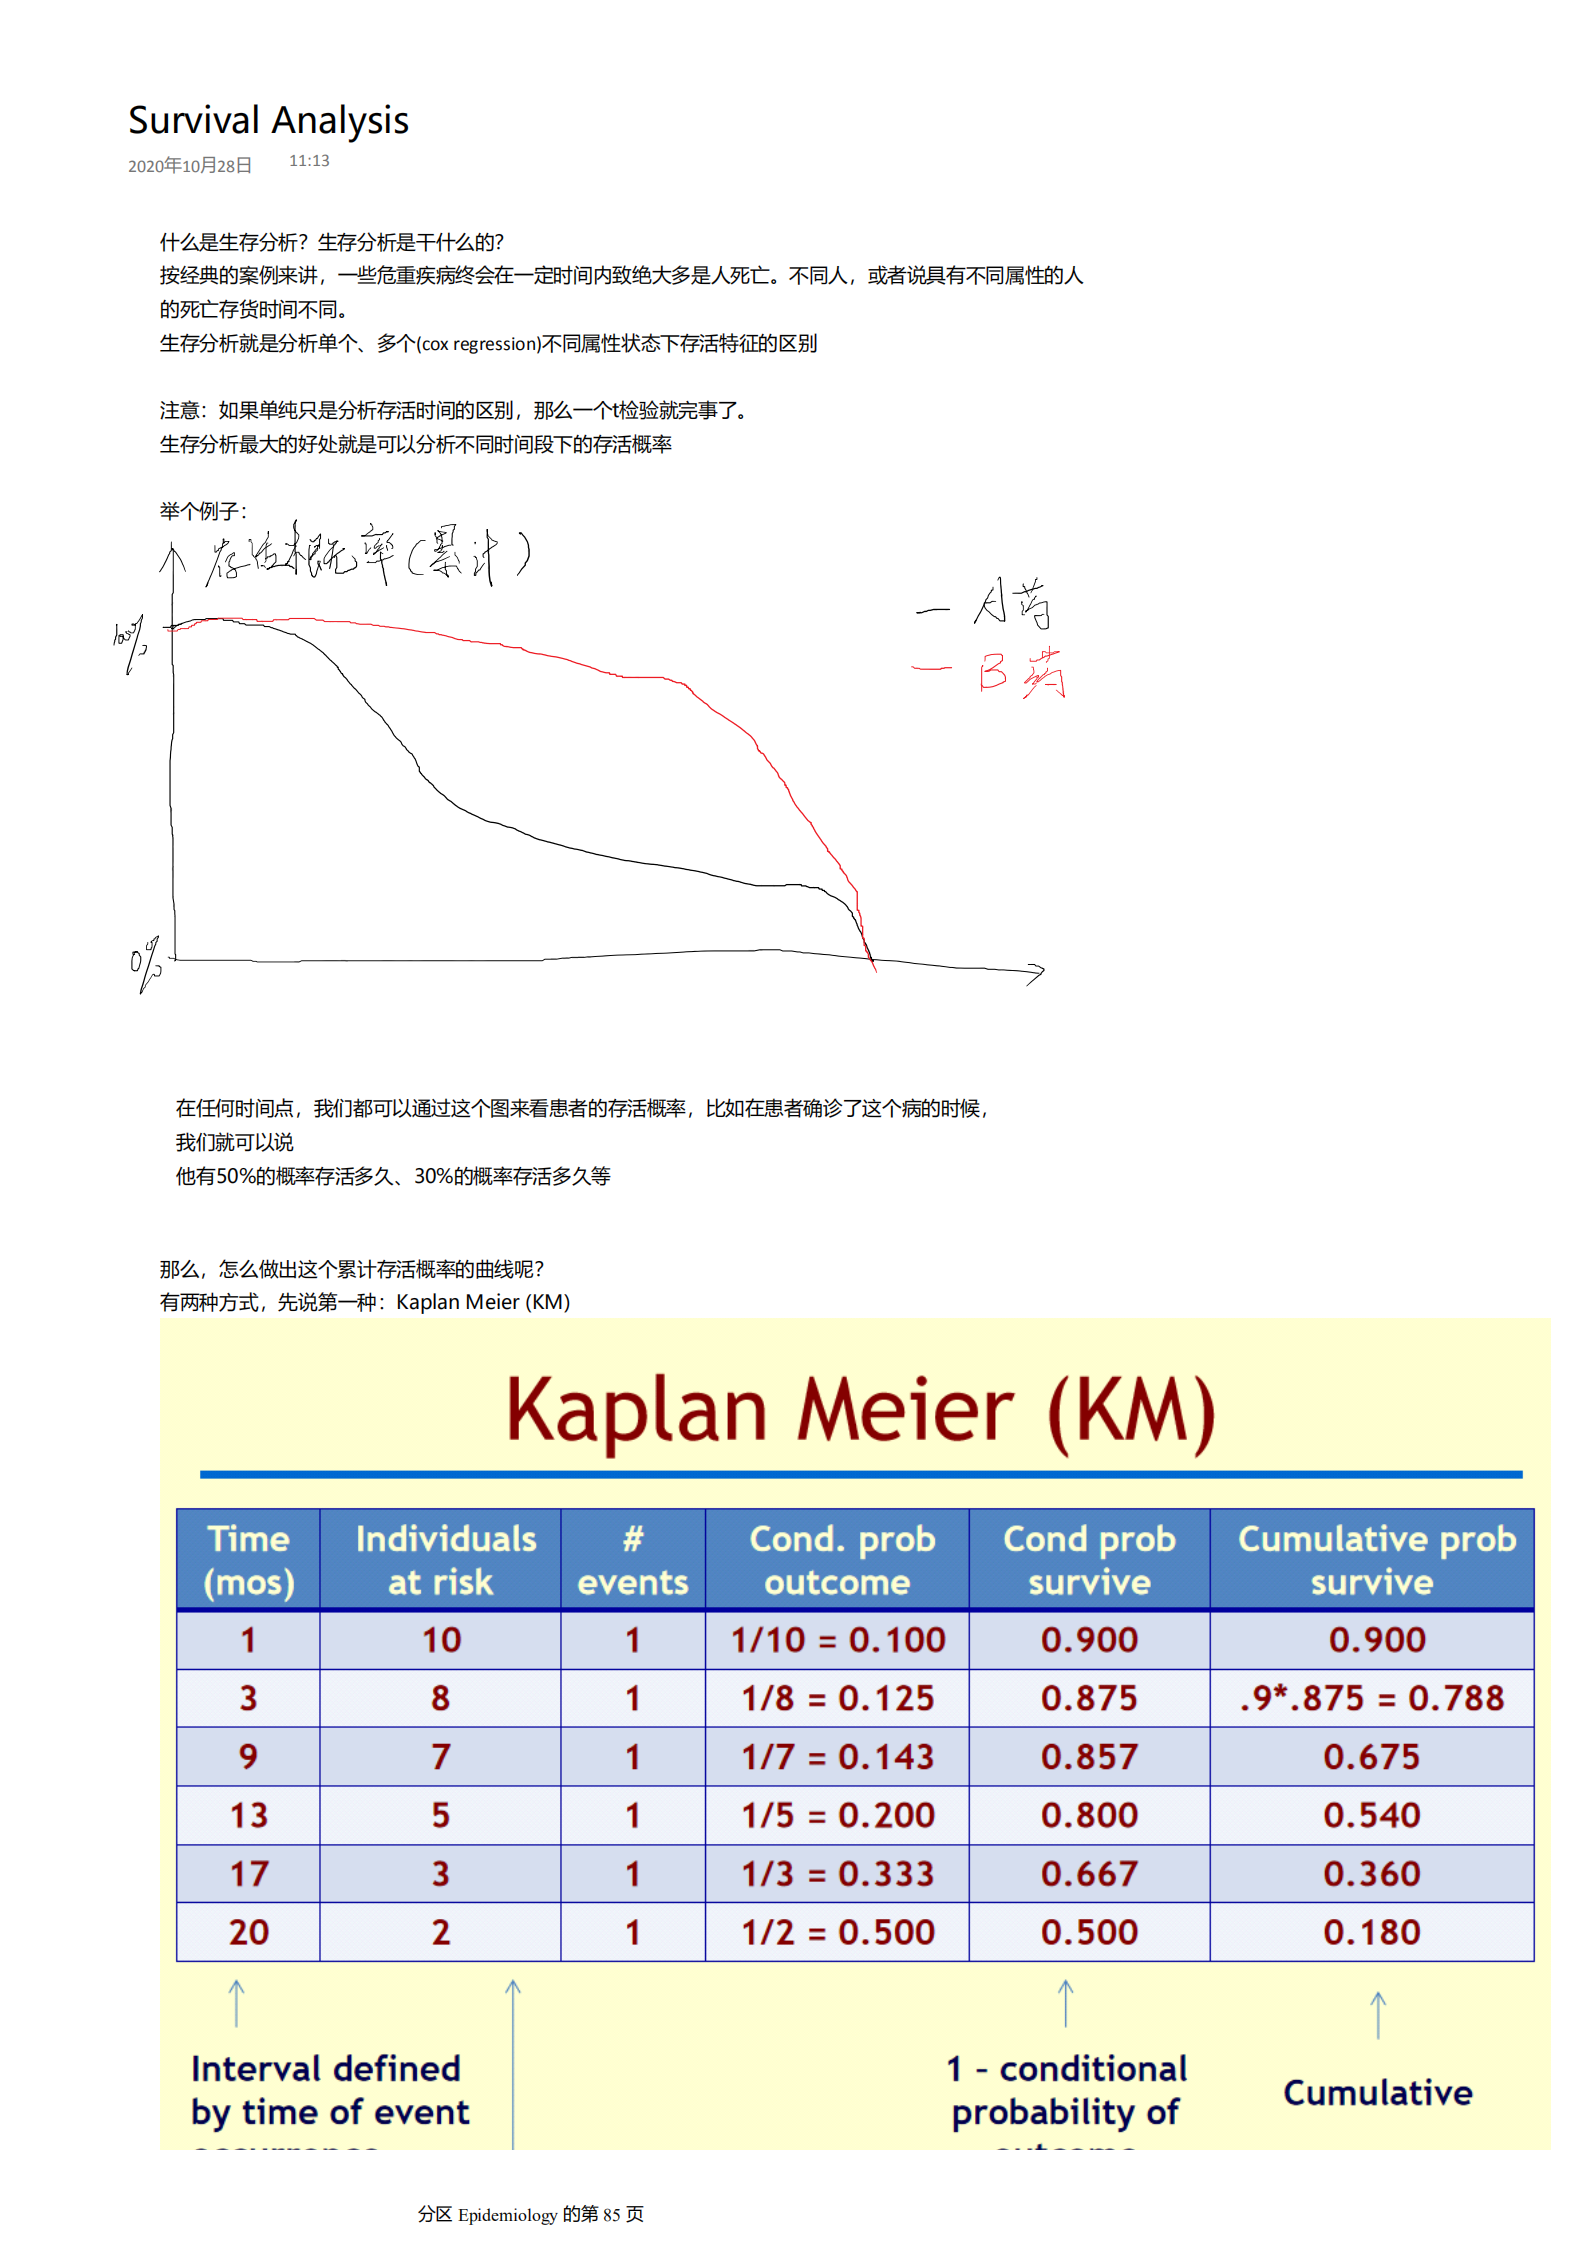 Survival Analysis
2020年10月28日 11:13
什么是生存分析？生存分析是干什么的？
按经典的案例来讲，一些危重疾病终会在一定时间内致绝大多是人死亡。不同人，或者说具有不同属性的人
的死亡存货时间不同。
生存分析就是分析单个、多个(cox regression)不同属性状态下存活特征的区别
注意：如果单纯只是分析存活时间的区别，那么一个t检验就完事了。
生存分析最大的好处就是可以分析不同时间段下的存活概率
举个例子：
存活概率(累计)
100%
A药
B药
0%
在任何时间点，我们都可以通过这个图来看患者的存活概率，比如在患者确诊了这个病的时候，
我们就可以说
他有50%的概率存活多久、30%的概率存活多久等
那么，怎么做出这个累计存活概率的曲线呢？
有两种方式，先说第一种：Kaplan Meier (KM)
Kaplan Meier (KM)
Time (mos) Individuals at risk # events Cond. prob outcome Cond prob survive Cumulative prob survive
1 10 1 1/10 = 0.100 0.900 0.900
3 8 1 1/8 = 0.125 0.875 .9*.875 = 0.788
9 7 1 1/7 = 0.143 0.857 0.675
13 5 1 1/5 = 0.200 0.800 0.540
17 3 1 1/3 = 0.333 0.667 0.360
20 2 1 1/2 = 0.500 0.500 0.180
Interval defined
by time of event
1 – conditional
probability of
Cumulative
分区 Epidemiology 的第 85 页